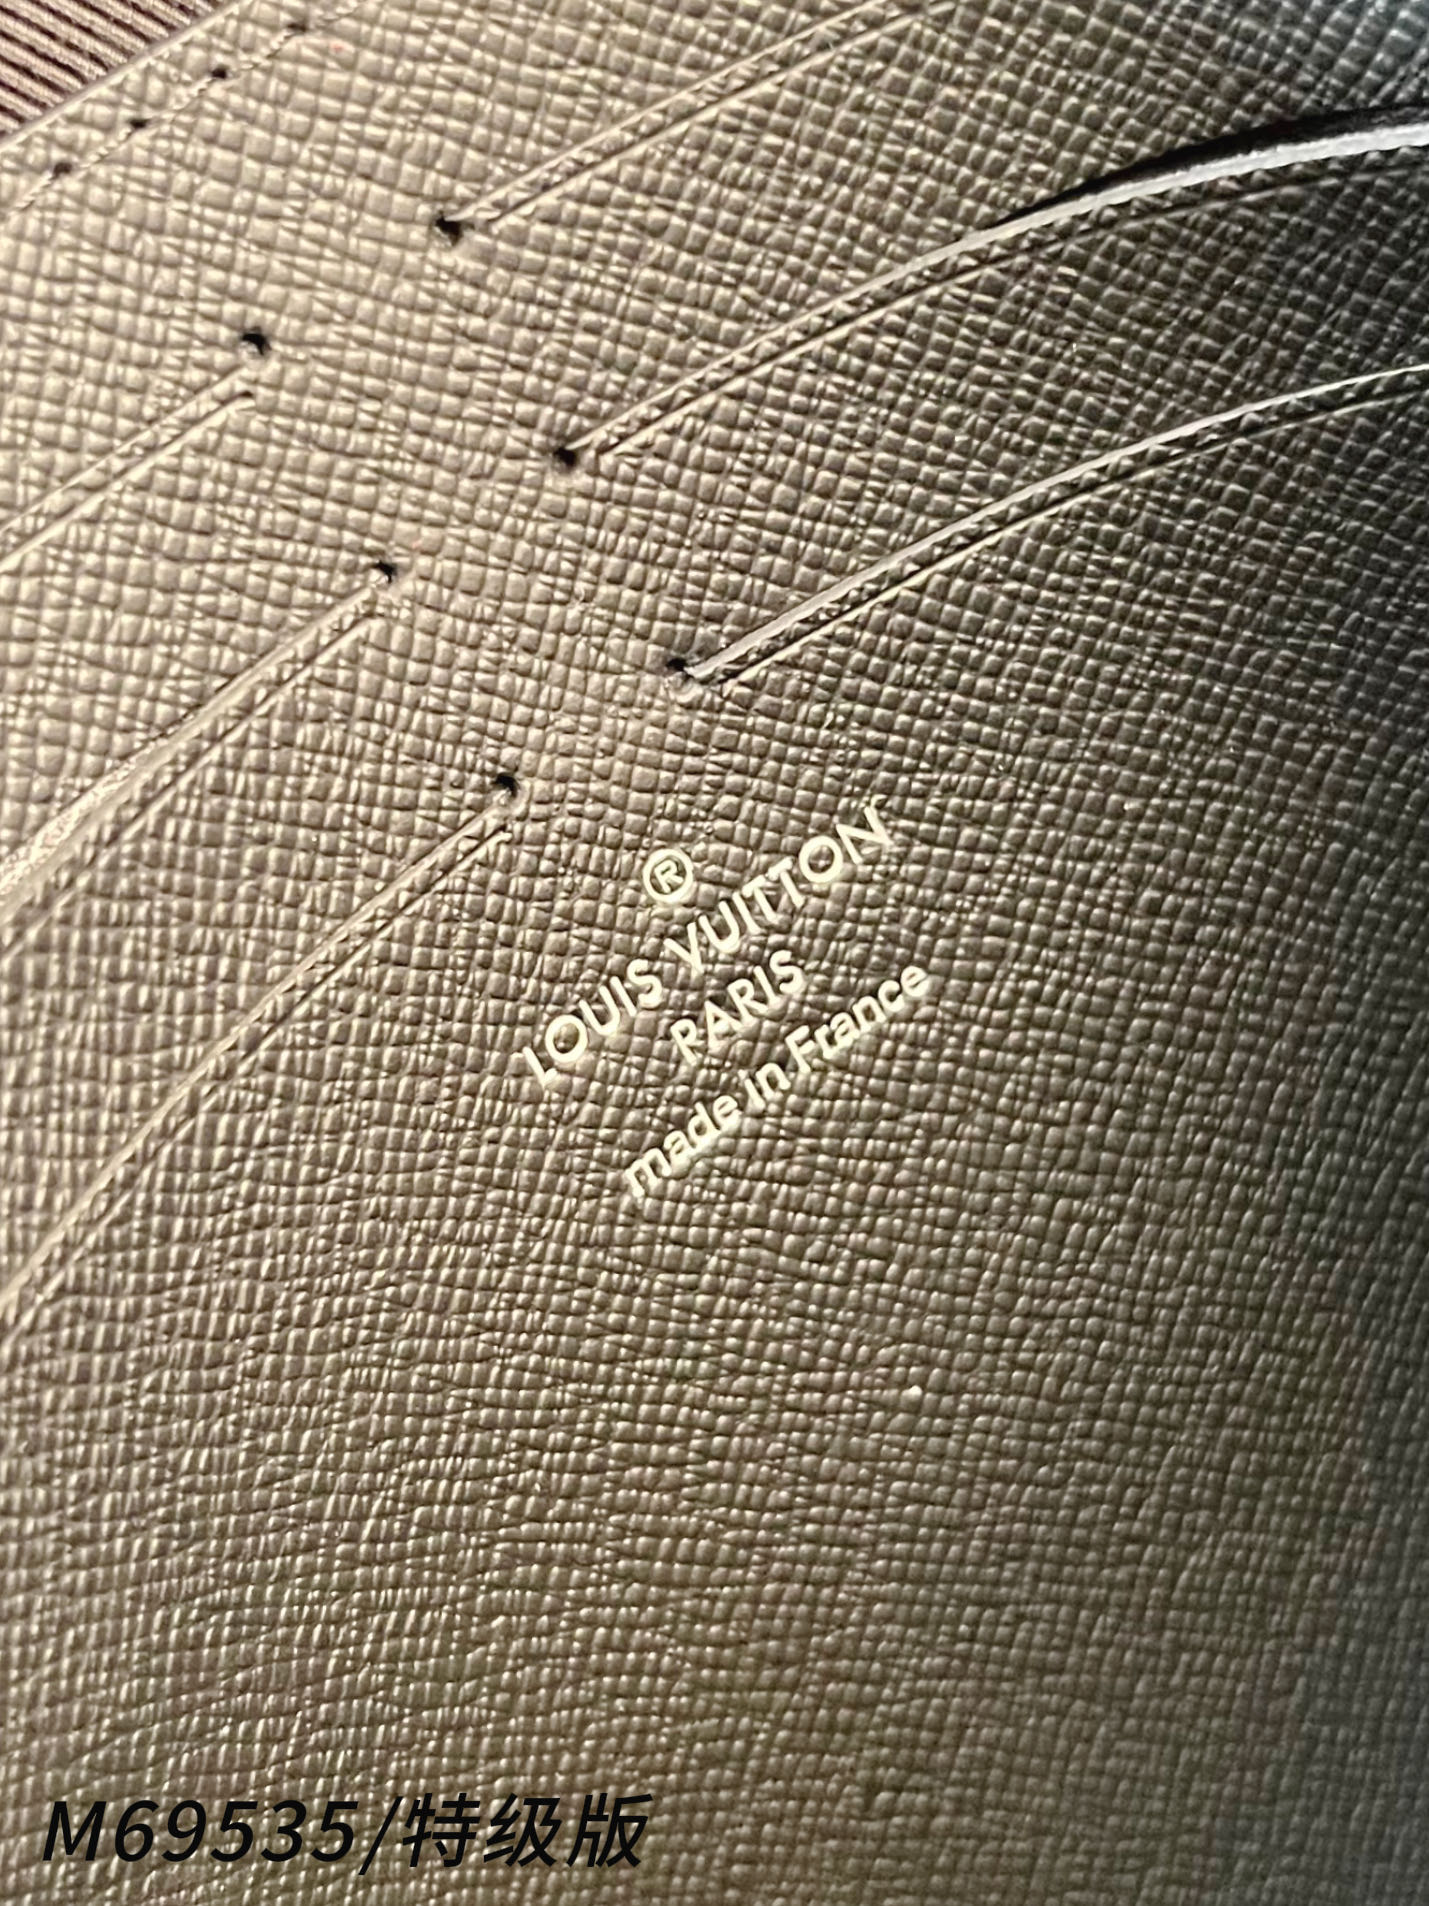 ®
LOUIS VUITTON
PARIS
made in France
M69535/特级版